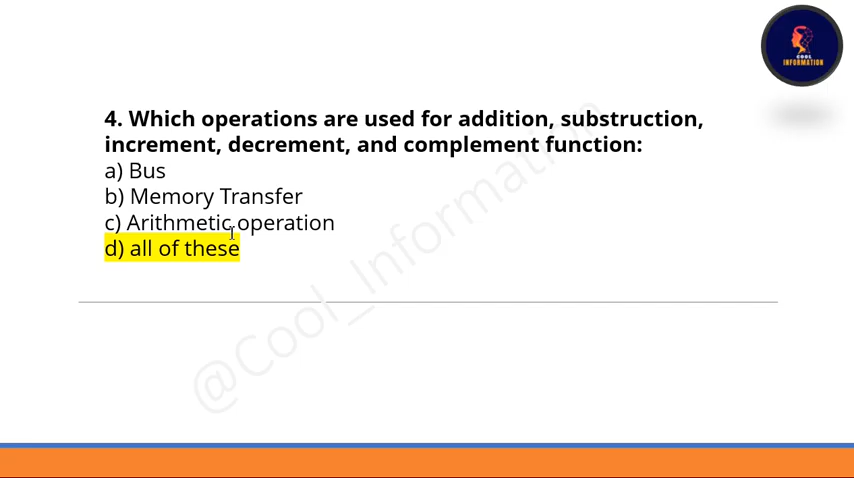 COOL
INFORMATION
4. Which operations are used for addition, substruction,
increment, decrement, and complement function:
a) Bus
b) Memory Transfer
c) Arithmetic operation
d) all of these
@Cool_Information